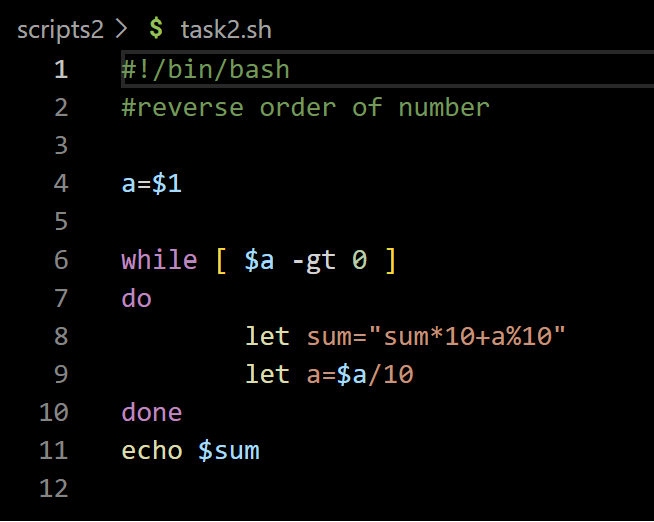 scripts2 > $ task2.sh
1 #!/bin/bash
2 #reverse order of number
3
4 a=$1
5
6 while [ $a -gt 0 ]
7 do
8 let sum="sum*10+a%10"
9 let a=$a/10
10 done
11 echo $sum
12